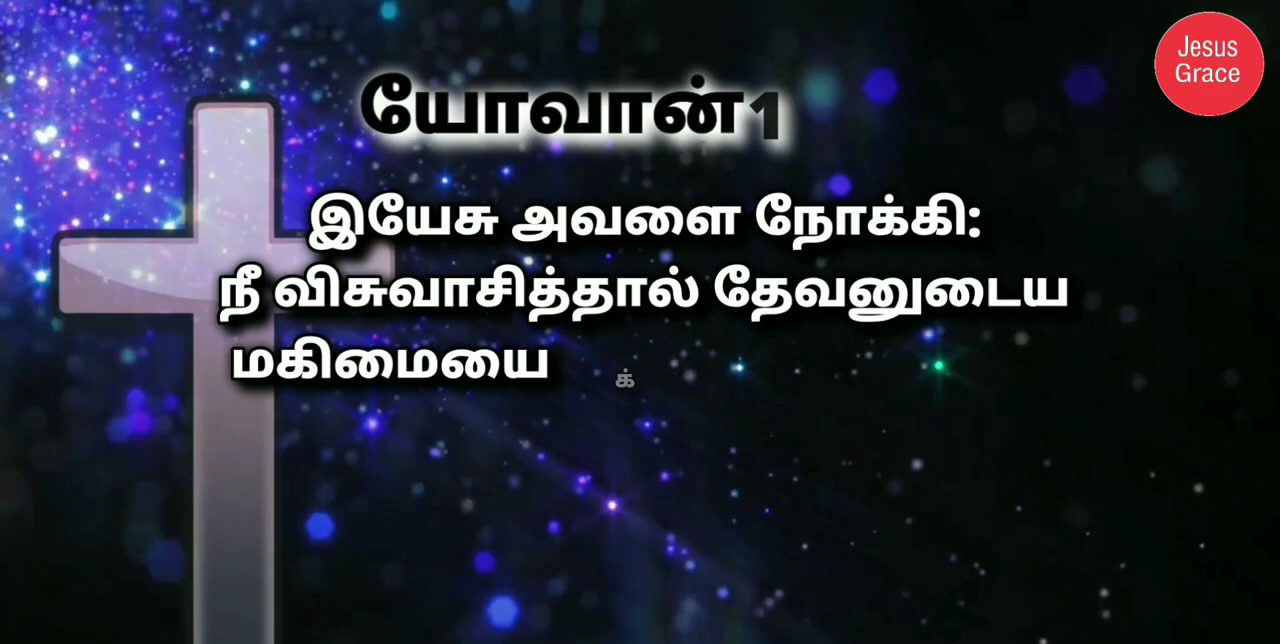 Jesus
Grace
யோவான் 1
இயேசு அவளை நோக்கி:
நீ விசுவாசித்தால் தேவனுடைய
மகிமையை க்